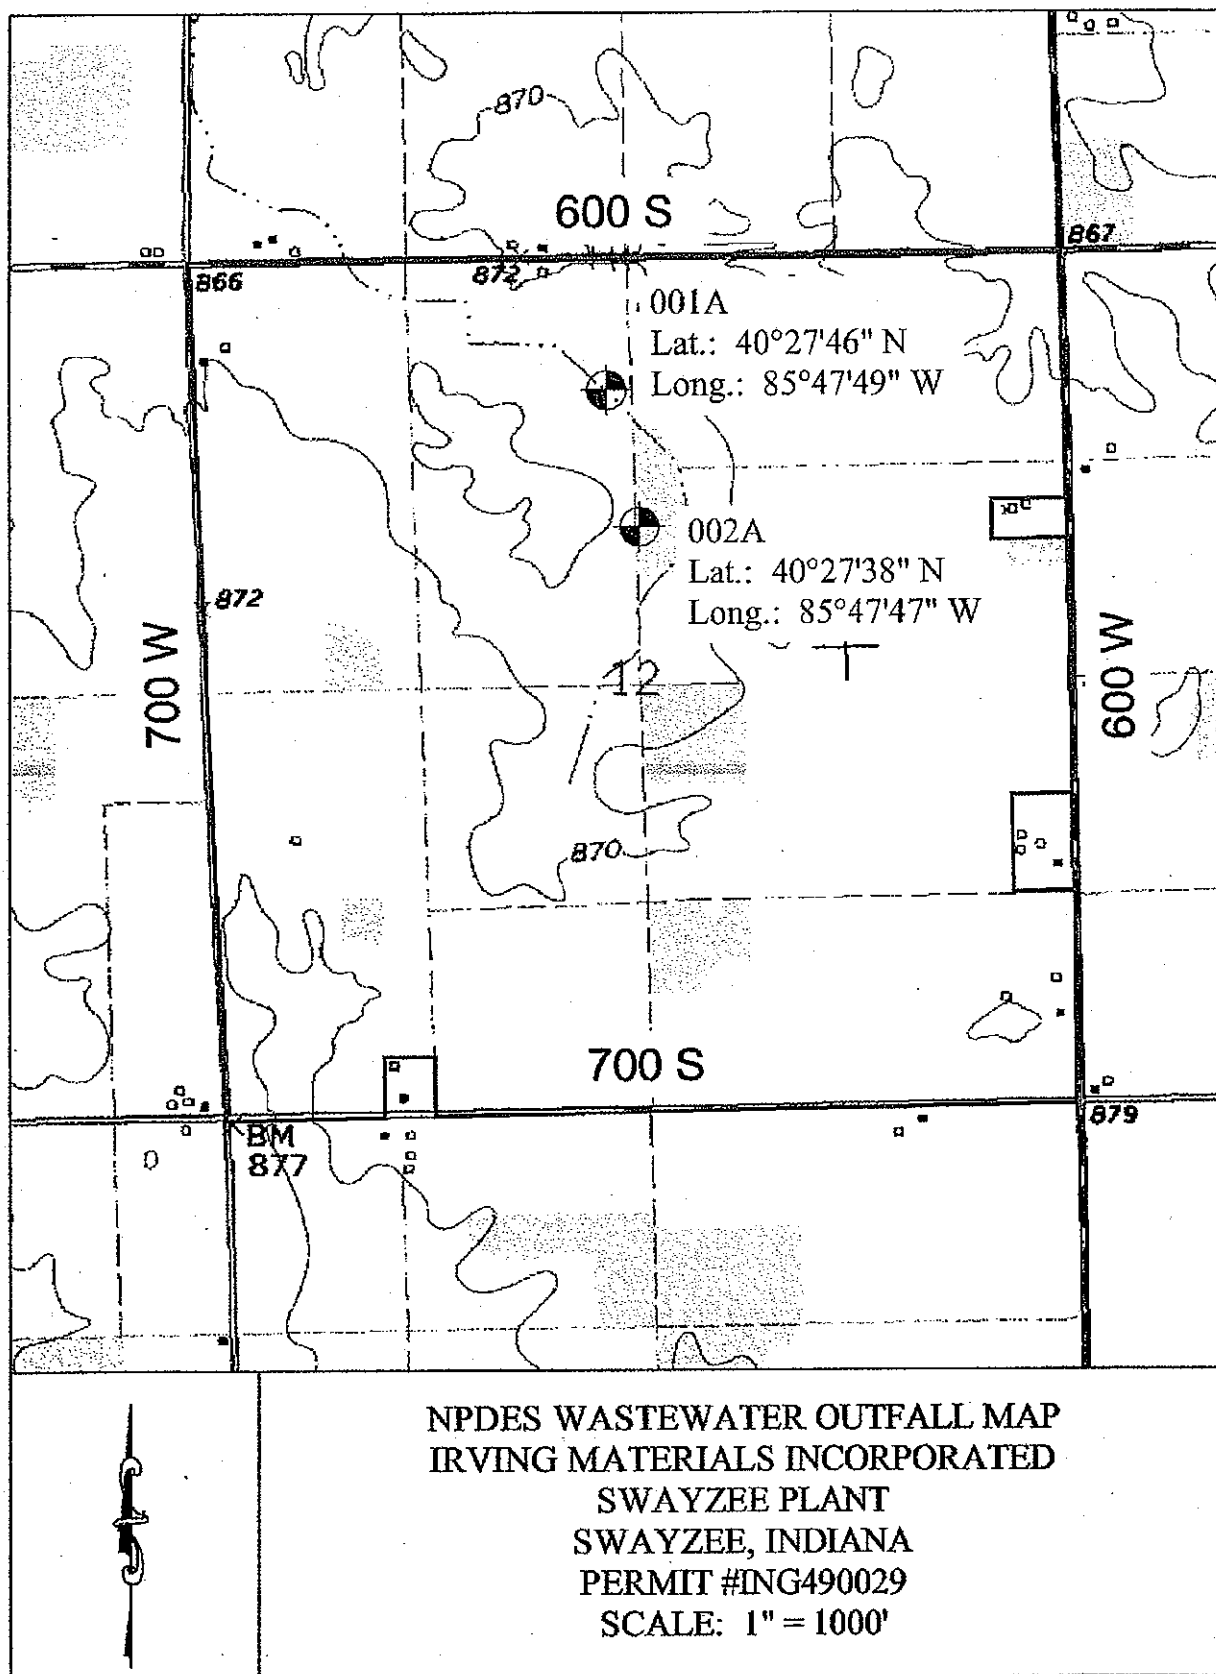 870
600 S
867
866
872
001A
Lat.: 40°27'46" N
Long.: 85°47'49" W
002A
Lat.: 40°27'38" N
Long.: 85°47'47" W
872
700 W
12
600 W
870
700 S
BM
877
879
NPDES WASTEWATER OUTFALL MAP
IRVING MATERIALS INCORPORATED
SWAYZEE PLANT
SWAYZEE, INDIANA
PERMIT #ING490029
SCALE: 1" = 1000'